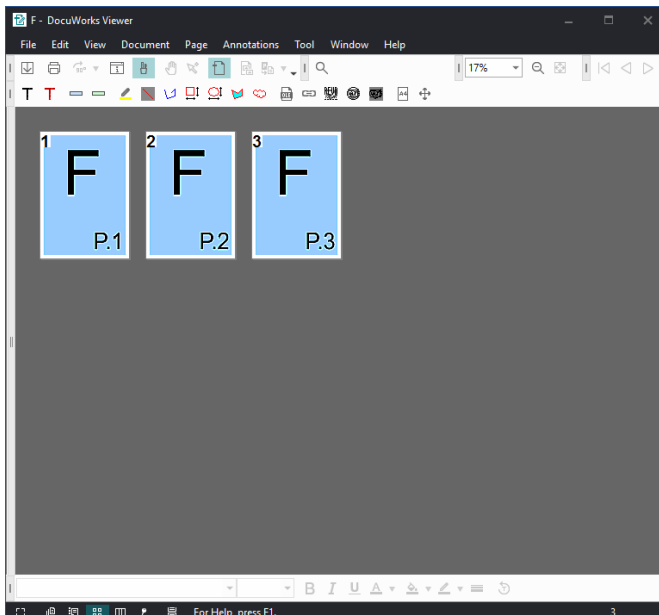 F - DocuWorks Viewer
File Edit View Document Page Annotations Tool Window Help
17%
T T
A4
1 2 3
F F F
P.1 P.2 P.3
B I U A
For Help, press F1. 3